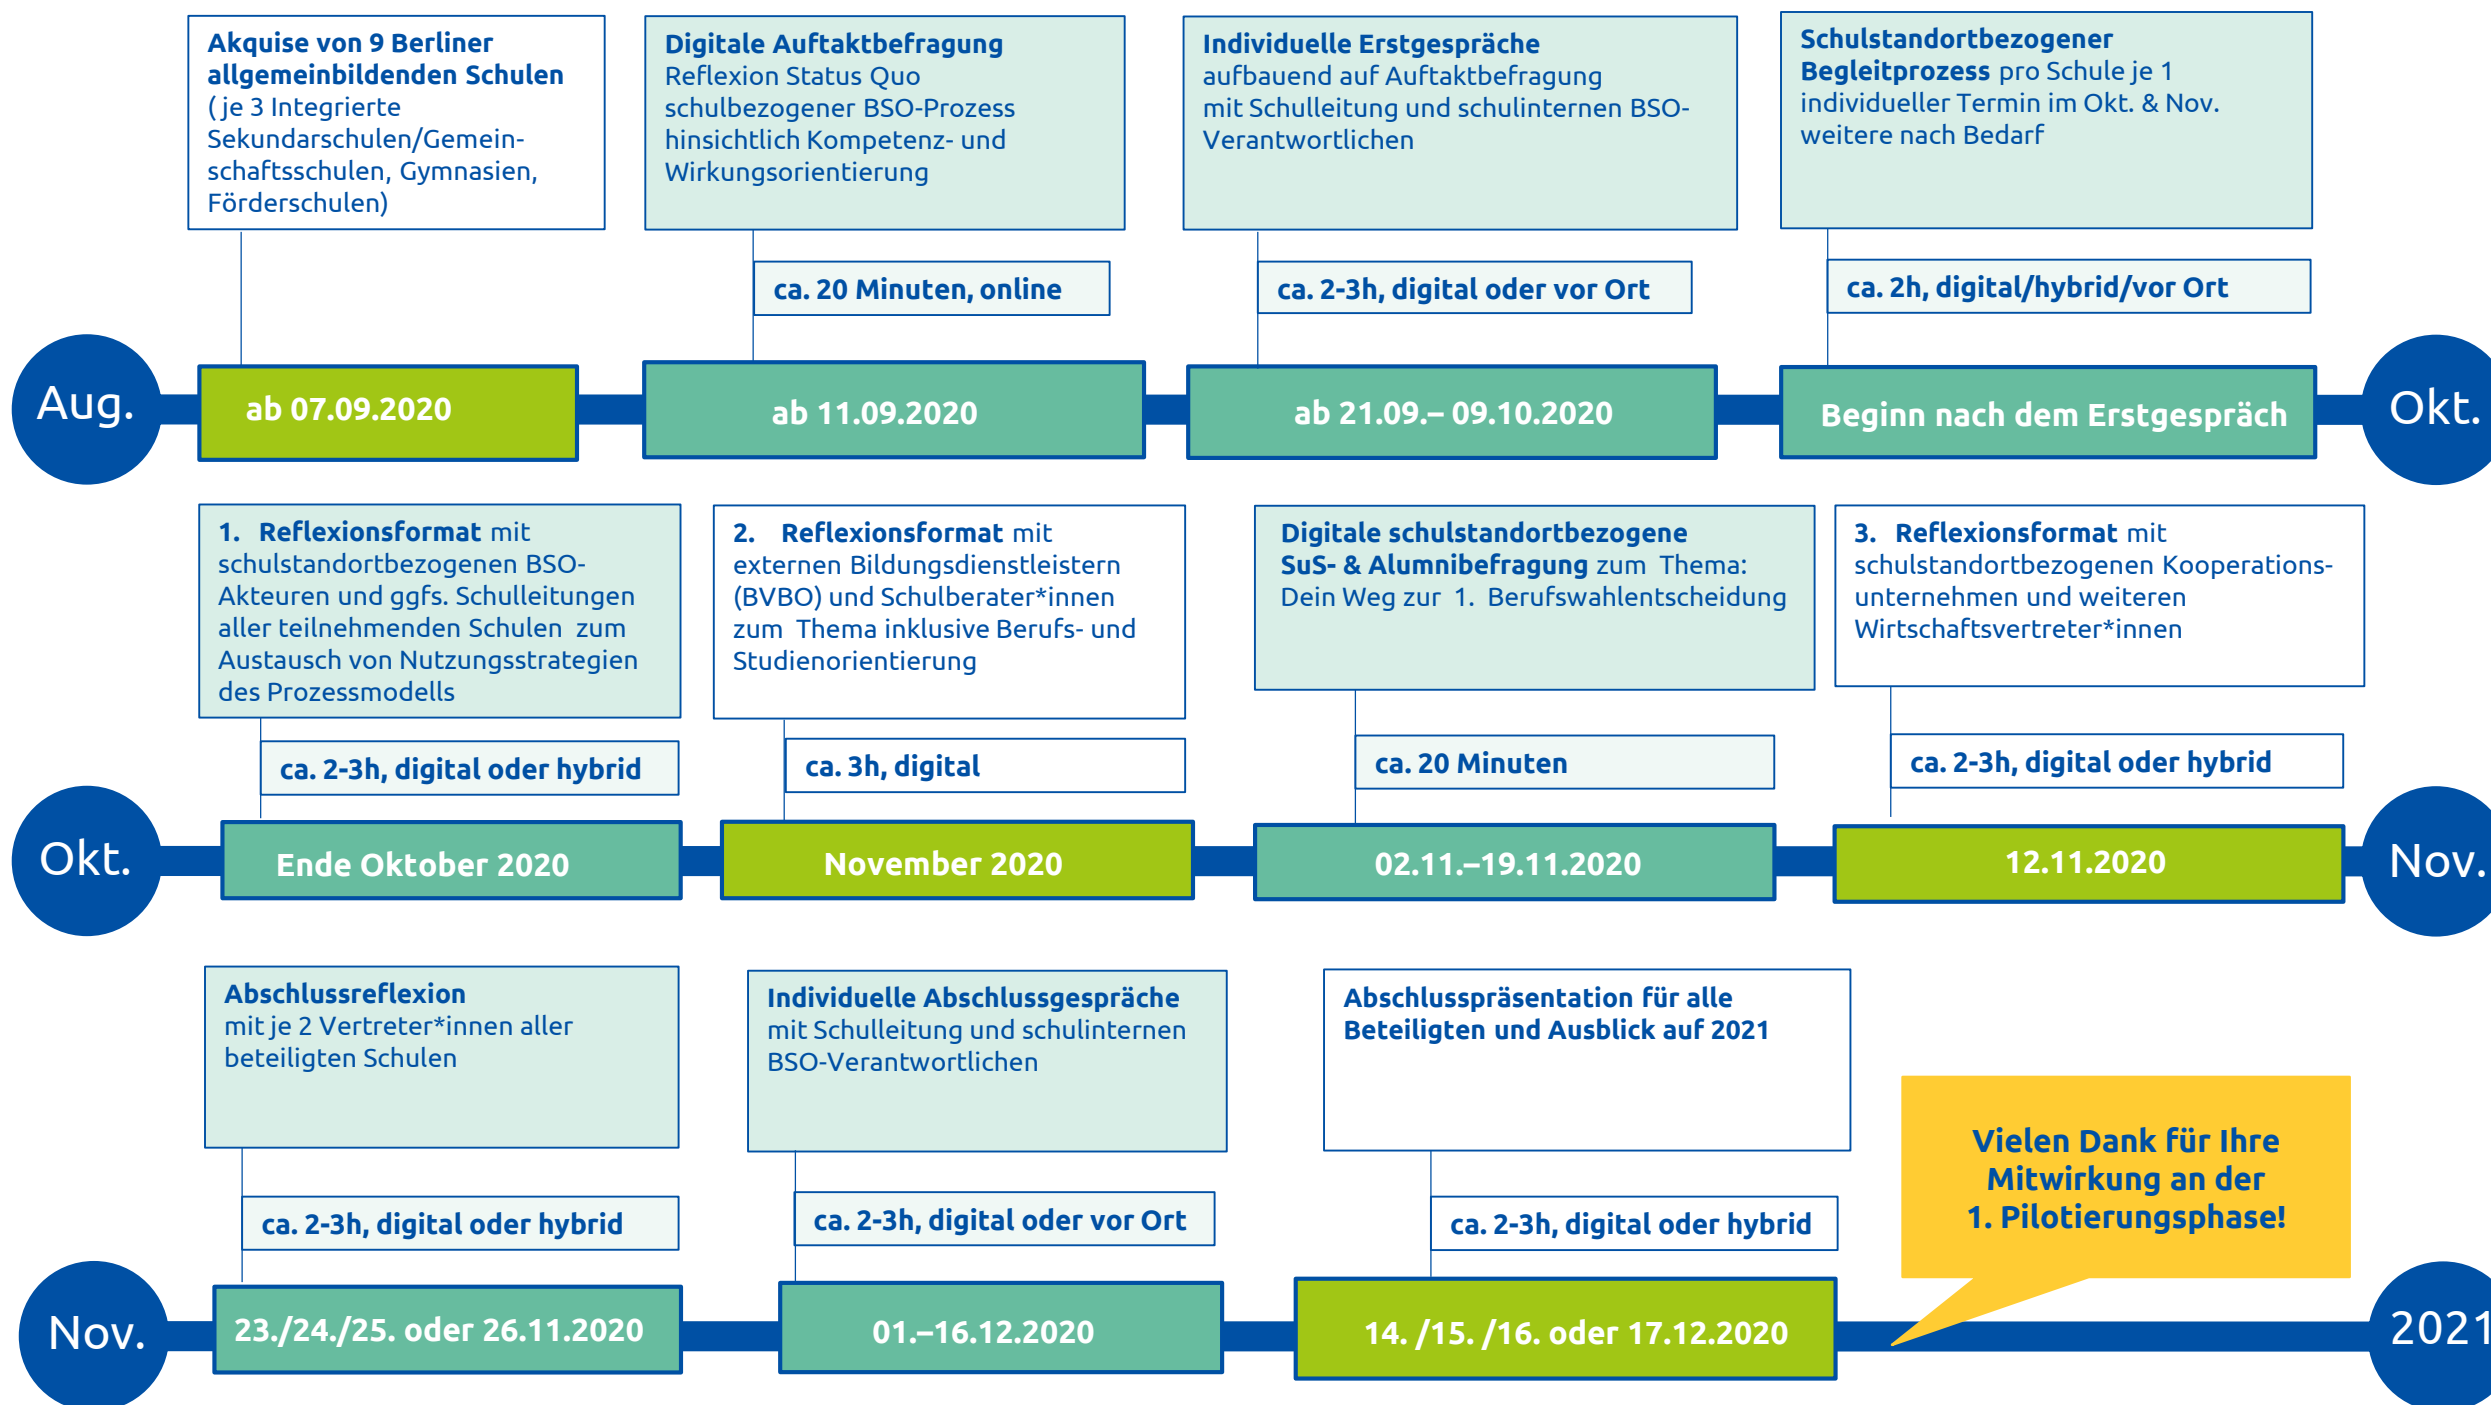 Akquise von 9 Berliner
allgemeinbildenden Schulen
( je 3 Integrierte
Sekundarschulen/Gemein-
schaftsschulen, Gymnasien,
Förderschulen)
Digitale Auftaktbefragung
Reflexion Status Quo
schulbezogener BSO-Prozess
hinsichtlich Kompetenz- und
Wirkungsorientierung
Individuelle Erstgespräche
aufbauend auf Auftaktbefragung
mit Schulleitung und schulinternen BSO-
Verantwortlichen
Schulstandortbezogener
Begleitprozess pro Schule je 1
individueller Termin im Okt. & Nov.
weitere nach Bedarf
ca. 20 Minuten, online
ca. 2-3h, digital oder vor Ort
ca. 2h, digital/hybrid/vor Ort
Aug.
ab 07.09.2020
ab 11.09.2020
ab 21.09.– 09.10.2020
Beginn nach dem Erstgespräch
Okt.
1. Reflexionsformat mit
schulstandortbezogenen BSO-
Akteuren und ggfs. Schulleitungen
aller teilnehmenden Schulen zum
Austausch von Nutzungsstrategien
des Prozessmodells
2. Reflexionsformat mit
externen Bildungsdienstleistern
(BVBO) und Schulberater*innen
zum Thema inklusive Berufs- und
Studienorientierung
Digitale schulstandortbezogene
SuS- & Alumnibefragung zum Thema:
Dein Weg zur 1. Berufswahlentscheidung
3. Reflexionsformat mit
schulstandortbezogenen Kooperations-
unternehmen und weiteren
Wirtschaftsvertreter*innen
ca. 2-3h, digital oder hybrid
ca. 3h, digital
ca. 20 Minuten
ca. 2-3h, digital oder hybrid
Okt.
Ende Oktober 2020
November 2020
02.11.–19.11.2020
12.11.2020
Nov.
Abschlussreflexion
mit je 2 Vertreter*innen aller
beteiligten Schulen
Individuelle Abschlussgespräche
mit Schulleitung und schulinternen
BSO-Verantwortlichen
Abschlusspräsentation für alle
Beteiligten und Ausblick auf 2021
Vielen Dank für Ihre
Mitwirkung an der
1. Pilotierungsphase!
ca. 2-3h, digital oder hybrid
ca. 2-3h, digital oder vor Ort
ca. 2-3h, digital oder hybrid
Nov.
23./24./25. oder 26.11.2020
01.–16.12.2020
14. /15. /16. oder 17.12.2020
2021